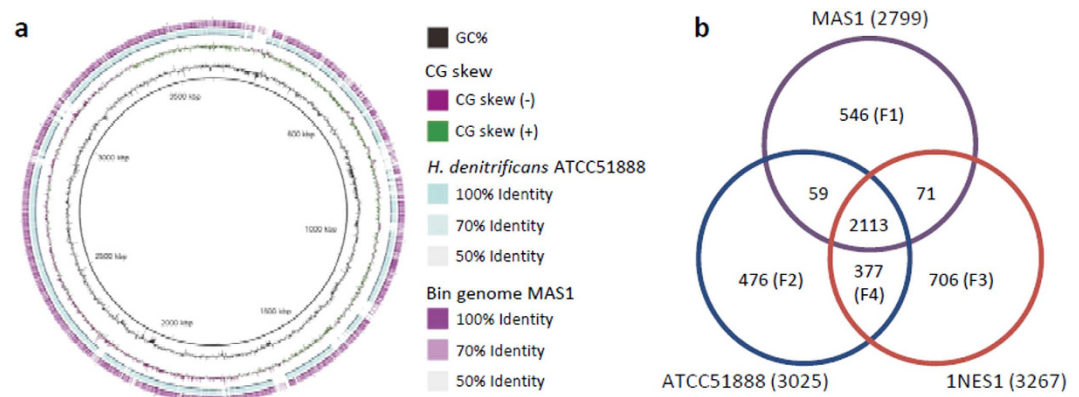 a
3500 kbp
500 kbp
3000 kbp
1000 kbp
2500 kbp
1500 kbp
2000 kbp
GC%
CG skew
CG skew (-)
CG skew (+)
H. denitrificans ATCC51888
100% Identity
70% Identity
50% Identity
Bin genome MAS1
100% Identity
70% Identity
50% Identity
b
MAS1 (2799)
546 (F1)
59
71
2113
476 (F2)
377
(F4)
706 (F3)
ATCC51888 (3025)
1NES1 (3267)